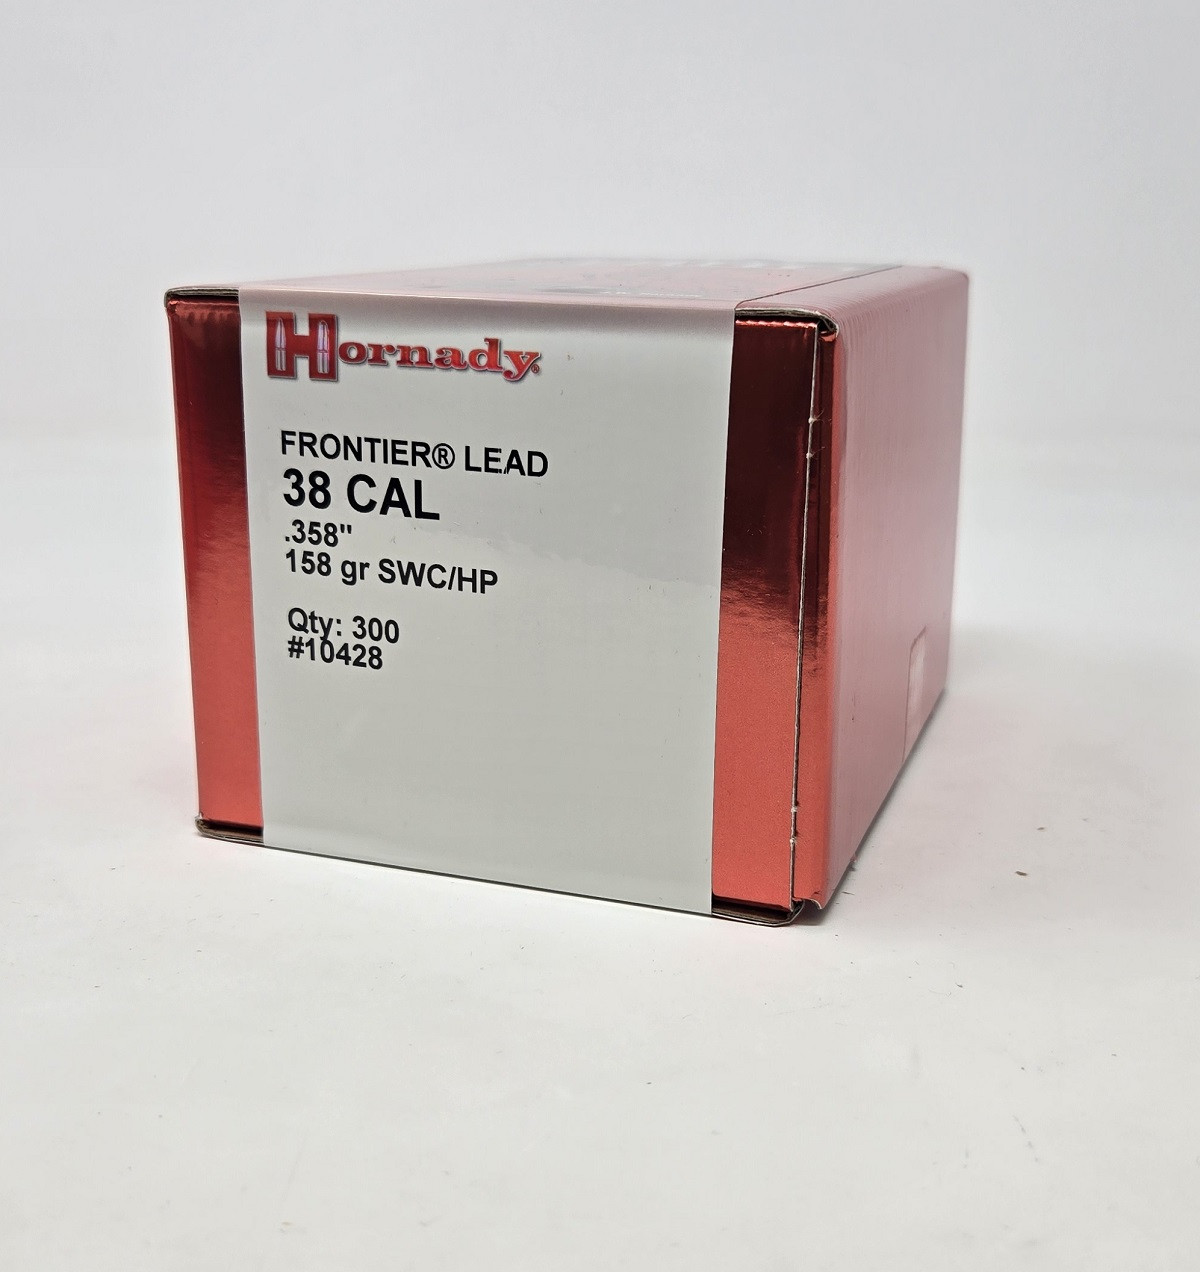 Hornady®
FRONTIER® LEAD
38 CAL
.358"
158 gr SWC/HP
Qty: 300
#10428